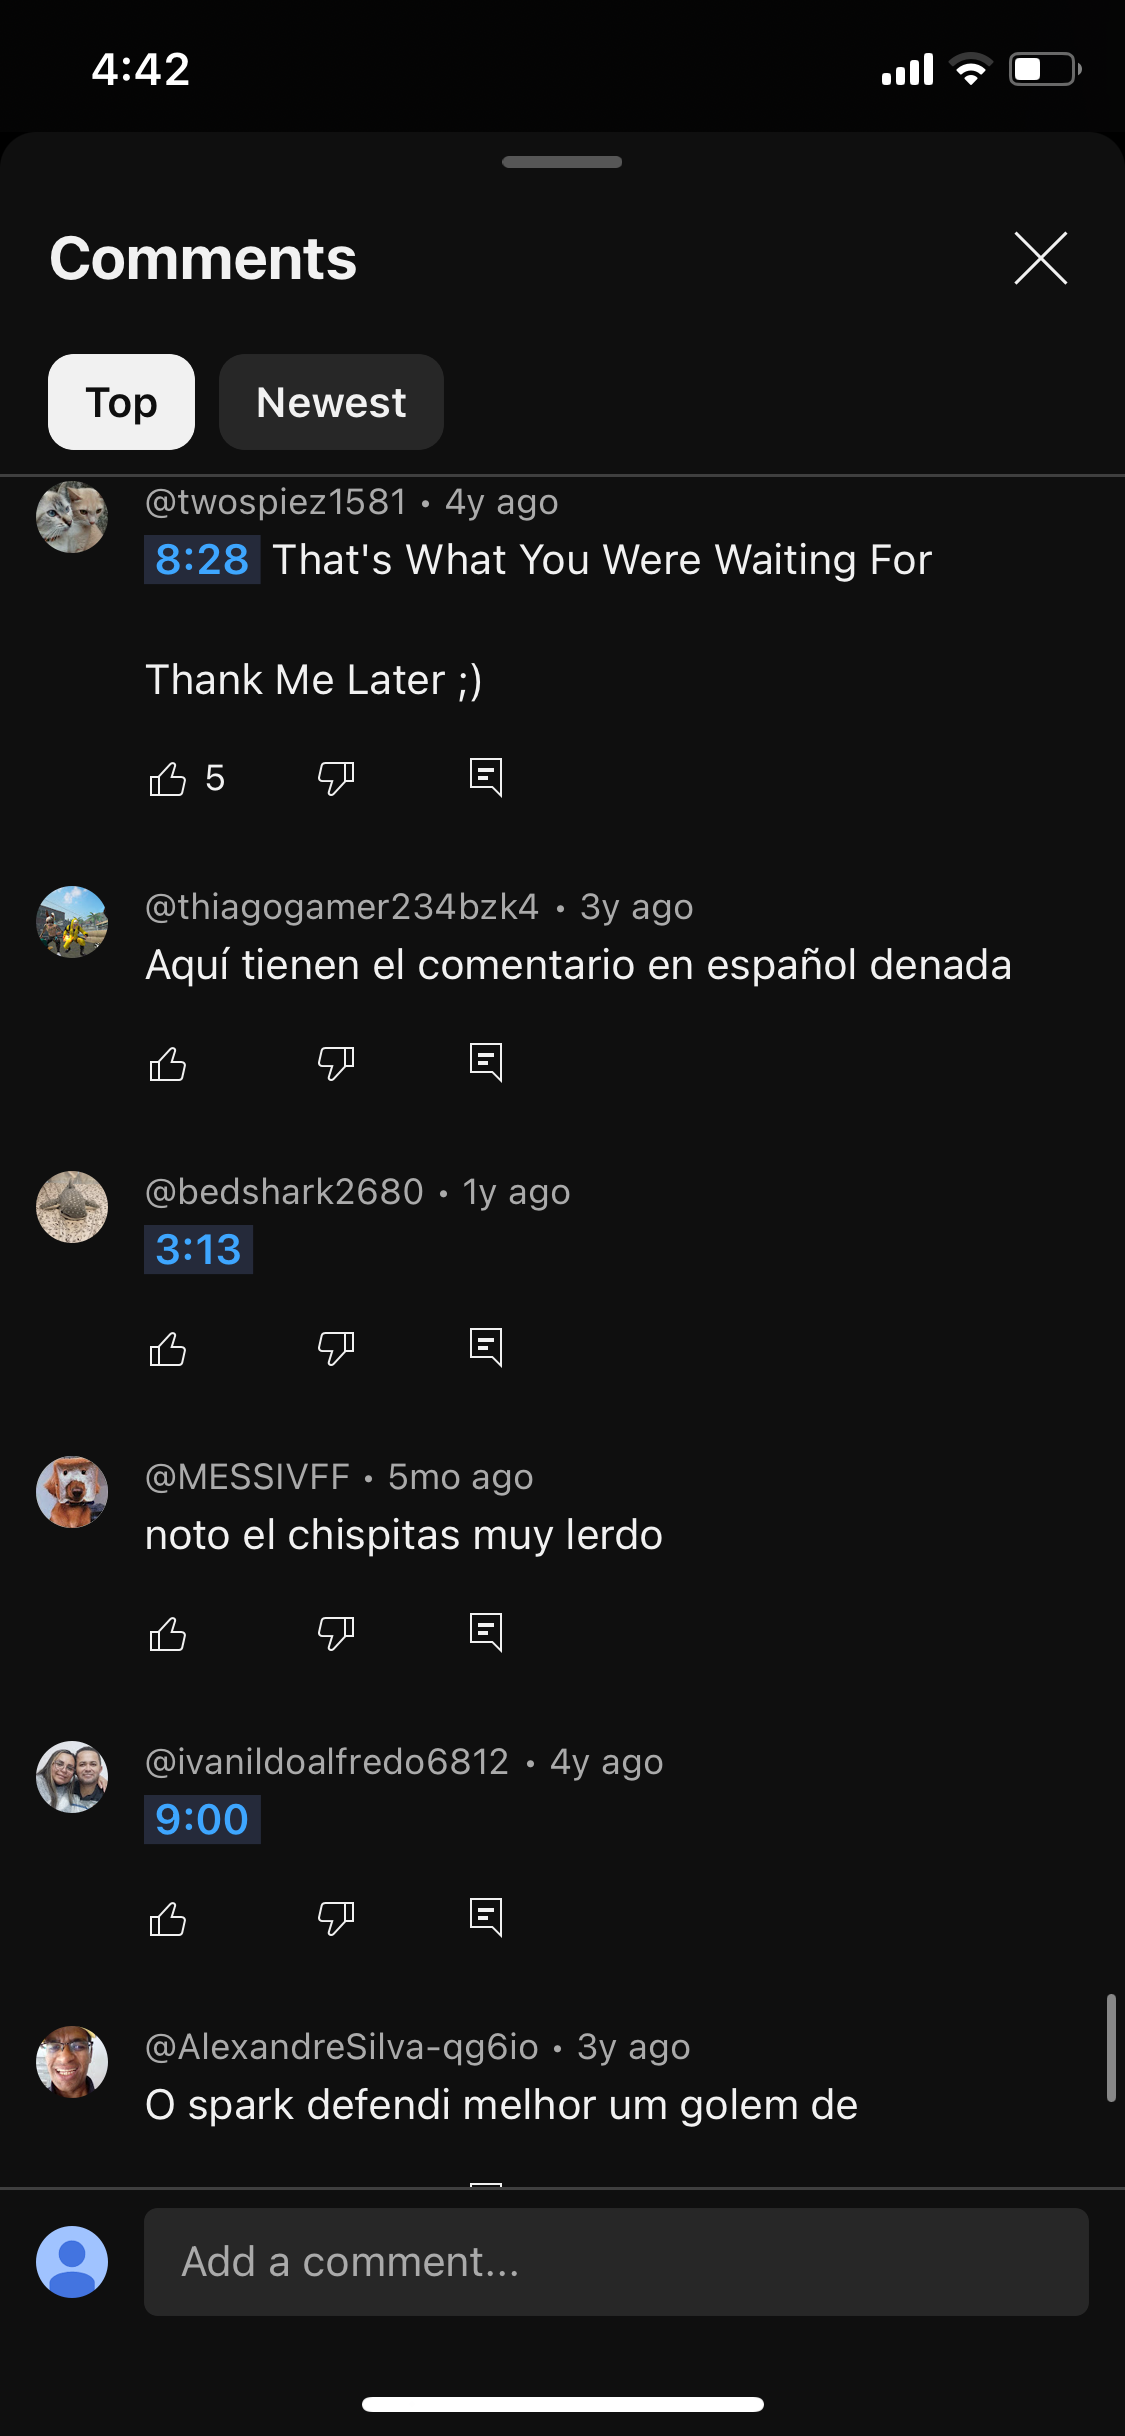 4:42
Comments
Top Newest
@twospiez1581 • 4y ago
8:28 That's What You Were Waiting For
Thank Me Later ;)
5
@thiagogamer234bzk4 • 3y ago
Aquí tienen el comentario en español denada
@bedshark2680 • 1y ago
3:13
@MESSIVFF • 5mo ago
noto el chispitas muy lerdo
@ivanildoalfredo6812 • 4y ago
9:00
@AlexandreSilva-qg6io • 3y ago
O spark defendi melhor um golem de
Add a comment...